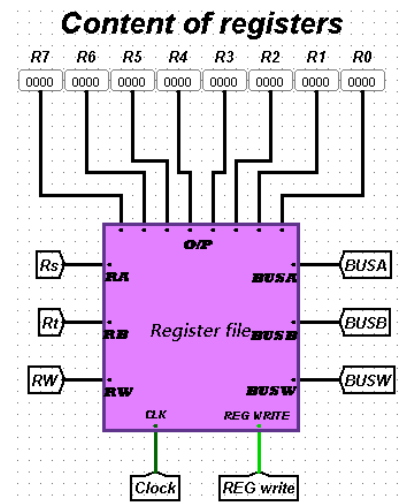 Content of registers
R7 R6 R5 R4 R3 R2 R1 R0
0000 0000 0000 0000 0000 0000 0000 0000
O/P
Rs RA BUSA BUSA
Rt RB Register file BUSB BUSB
RW RW BUSW BUSW
CLK REG WRITE
Clock REG write